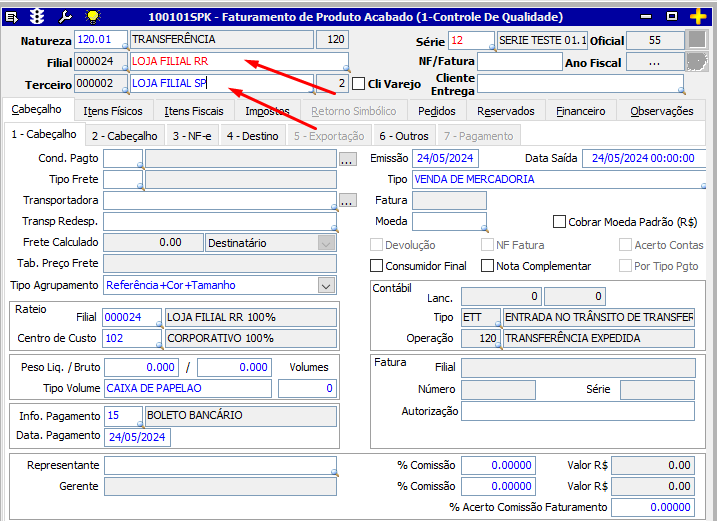 100101SPK - Faturamento de Produto Acabado (1-Controle De Qualidade)
Natureza 120.01 TRANSFERÊNCIA 120 Série 12 SERIE TESTE 01.1 Oficial 55
Filial 000024 LOJA FILIAL RR NF/Fatura Ano Fiscal ...
Terceiro 000002 LOJA FILIAL SP 2 Cli Varejo Cliente Entrega
Cabeçalho Itens Físicos Itens Fiscais Impostos Retorno Simbólico Pedidos Reservados Financeiro Observações
1 - Cabeçalho 2 - Cabeçalho 3 - NF-e 4 - Destino 5 - Exportação 6 - Outros 7 - Pagamento
Cond. Pagto ... Emissão 24/05/2024 Data Saída 24/05/2024 00:00:00
Tipo Frete Tipo VENDA DE MERCADORIA
Transportadora ... Fatura
Transp Redesp. Moeda Cobrar Moeda Padrão (R$)
Frete Calculado 0.00 Destinatário Devolução NF Fatura Acerto Contas
Tab. Preço Frete Consumidor Final Nota Complementar Por Tipo Pgto
Tipo Agrupamento Referência+Cor+Tamanho
Rateio
Filial 000024 LOJA FILIAL RR 100%
Centro de Custo 102 CORPORATIVO 100%
Contábil
Lanc. 0 0
Tipo ETT ENTRADA NO TRÂNSITO DE TRANSFER
Operação 120 TRANSFERÊNCIA EXPEDIDA
Peso Liq. / Bruto 0.000 / 0.000 Volumes
Tipo Volume CAIXA DE PAPELAO 0
Fatura
Filial
Número Série
Autorização
Info. Pagamento 15 BOLETO BANCÁRIO
Data. Pagamento 24/05/2024
Representante % Comissão 0.00000 Valor R$ 0.00
Gerente % Comissão 0.00000 Valor R$ 0.00
% Acerto Comissão Faturamento 0.00000